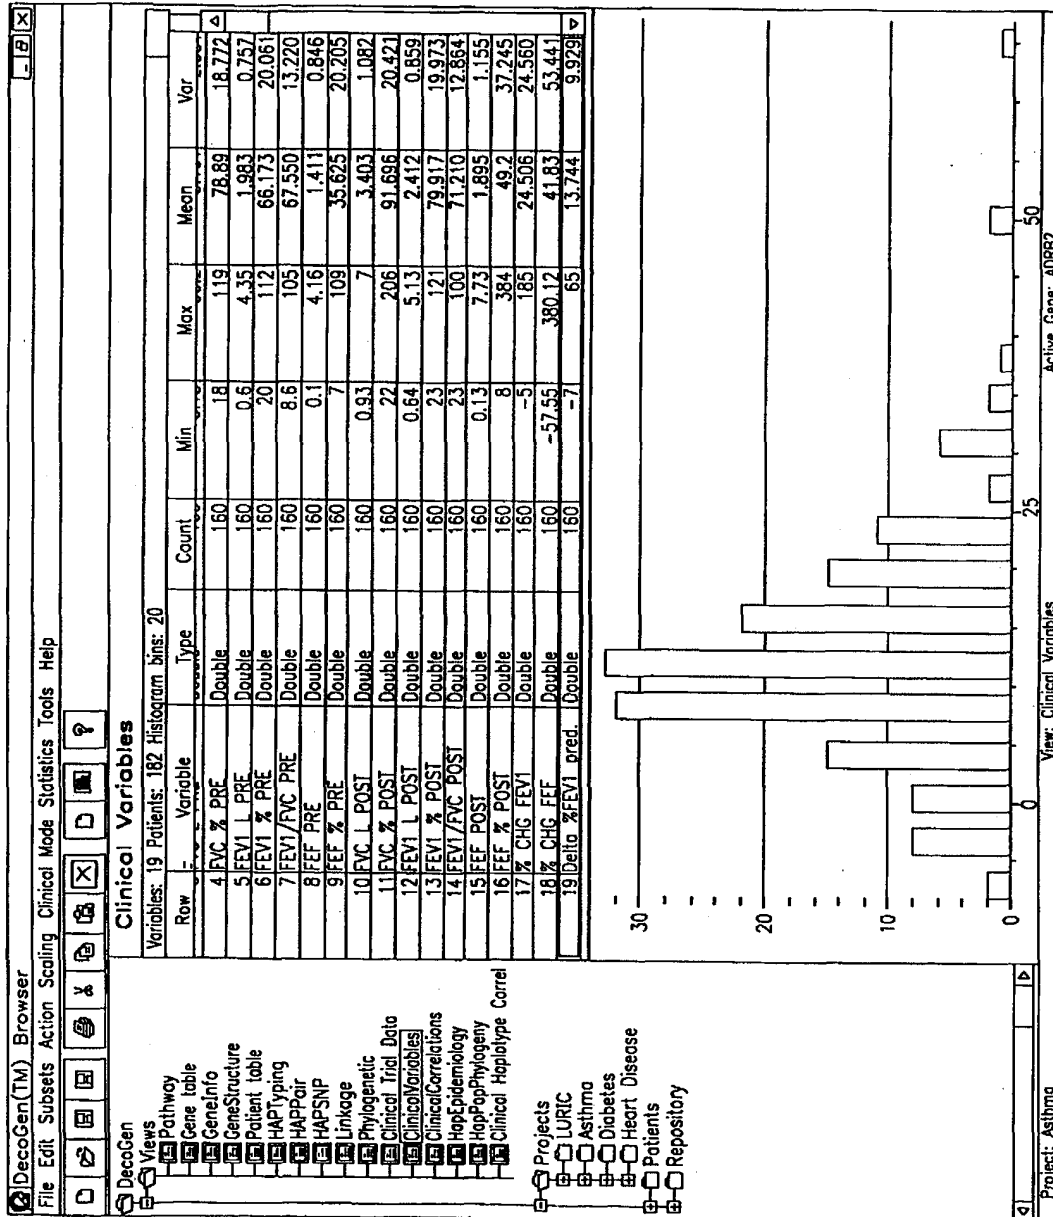 DecoGen(TM) Browser
File Edit Subsets Action Scaling Clinical Mode Statistics Tools Help
DecoGen
Views
Pathway
Gene table
GeneInfo
GeneStructure
Patient table
HAPTyping
HAPPair
HAPSNP
Linkage
Phylogenetic
Clinical Trial Data
ClinicalVariables
ClinicalCorrelations
HapEpidemiology
HapPopPhylogeny
Clinical Haplotype Correl
Projects
LURIC
Asthma
Diabetes
Heart Disease
Patients
Repository
Clinical Variables
Variables: 19 Patients: 182 Histogram bins: 20
Row Variable Type Count Min Max Mean Var
4 FVC % PRE Double 160 18 119 78.89 18.772
5 FEV1 L PRE Double 160 0.6 4.35 1.983 0.757
6 FEV1 % PRE Double 160 20 112 66.173 20.061
7 FEV1/FVC PRE Double 160 8.6 105 67.550 13.220
8 FEF PRE Double 160 0.1 4.16 1.411 0.846
9 FEF % PRE Double 160 7 109 35.625 20.205
10 FVC L POST Double 160 0.93 7 3.403 1.082
11 FVC % POST Double 160 22 206 91.696 20.421
12 FEV1 L POST Double 160 0.64 5.13 2.412 0.859
13 FEV1 % POST Double 160 23 121 79.917 19.973
14 FEV1/FVC POST Double 160 23 100 71.210 12.864
15 FEF POST Double 160 0.13 7.73 1.895 1.155
16 FEF % POST Double 160 8 384 49.2 37.245
17 % CHG FEV1 Double 160 -5 185 24.506 24.560
18 % CHG FEF Double 160 -57.55 380.12 41.83 53.441
19 Delta %FEV1 pred. Double 160 -7 65 13.744 9.929
30
20
10
0
0 25 50
Project: Asthma View: Clinical Variables Active Gene: ADRB2